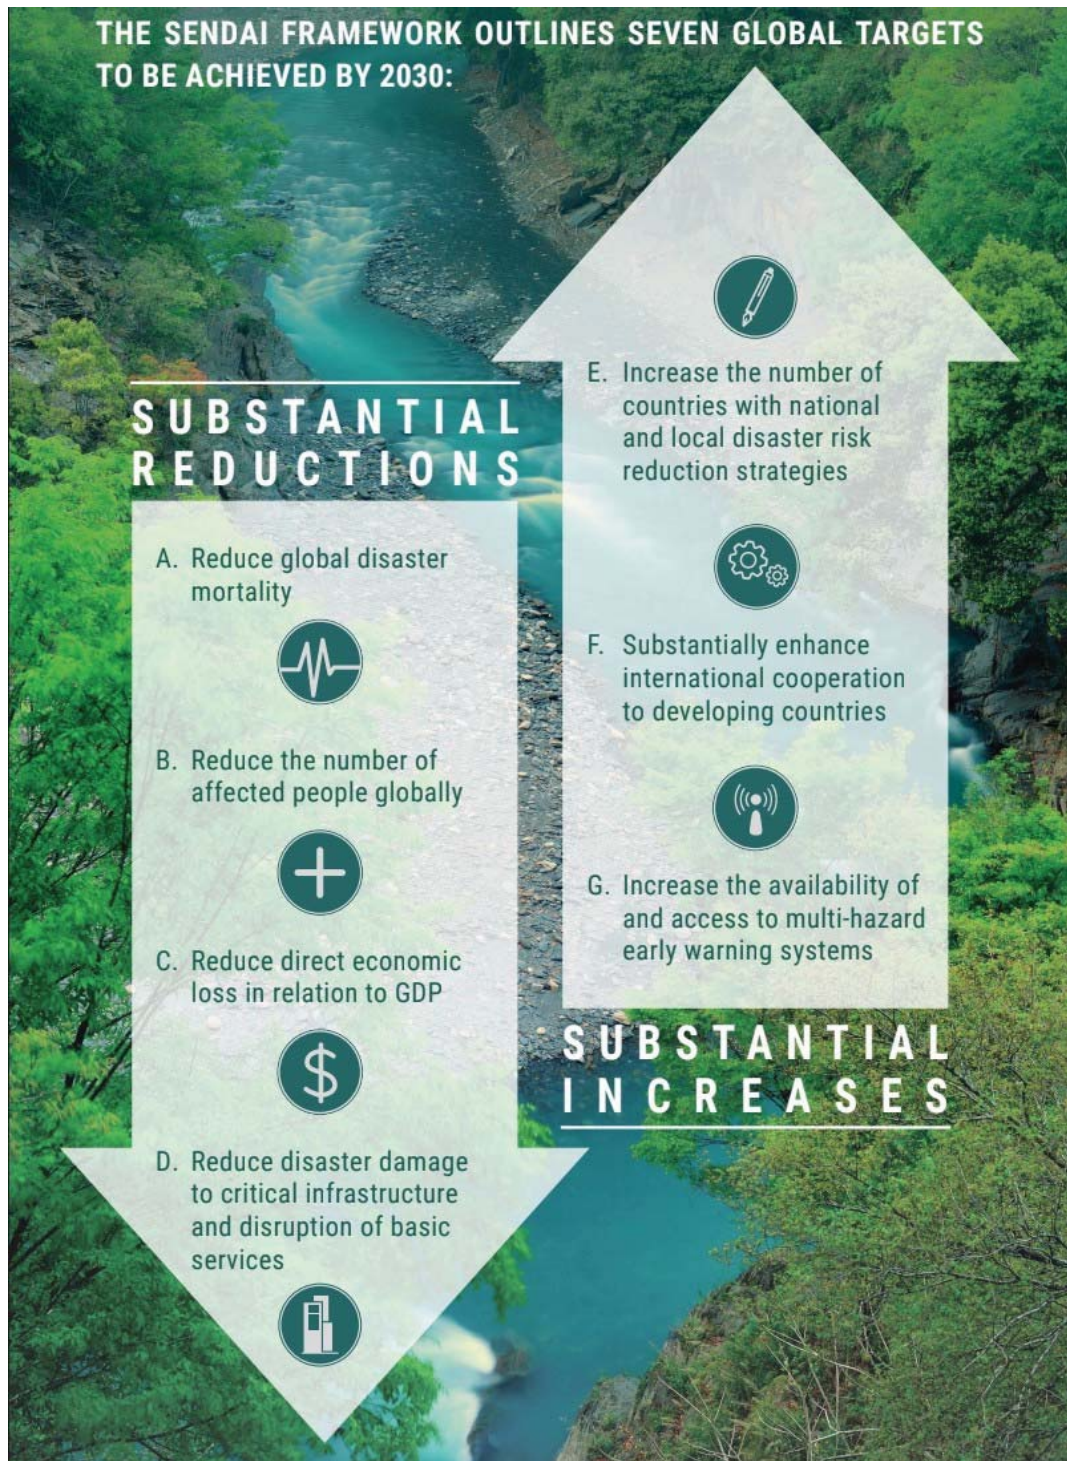 THE SENDAI FRAMEWORK OUTLINES SEVEN GLOBAL TARGETS
TO BE ACHIEVED BY 2030:
SUBSTANTIAL
REDUCTIONS
A. Reduce global disaster
mortality
B. Reduce the number of
affected people globally
C. Reduce direct economic
loss in relation to GDP
$
D. Reduce disaster damage
to critical infrastructure
and disruption of basic
services
E. Increase the number of
countries with national
and local disaster risk
reduction strategies
F. Substantially enhance
international cooperation
to developing countries
G. Increase the availability of
and access to multi-hazard
early warning systems
SUBSTANTIAL
INCREASES